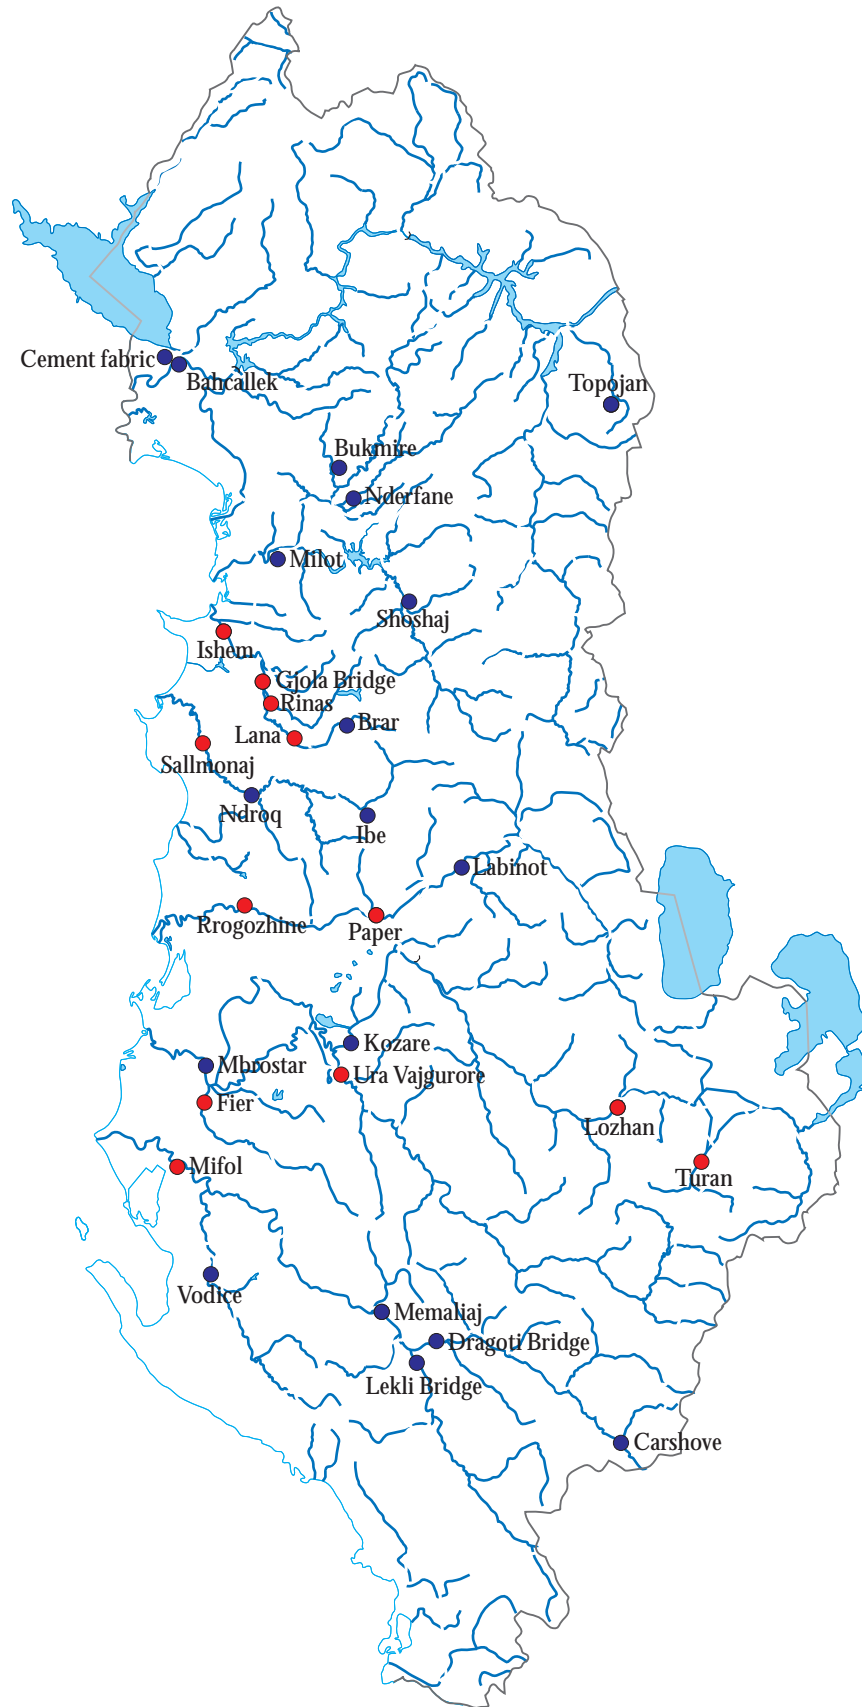 Cement fabric
Bahcallek
Topojan
Bukmire
Nderfane
Milot
Shoshaj
Ishem
Gjola Bridge
Rinas
Brar
Lana
Sallmonaj
Ndroq
Ibe
Labinot
Rrogozhine
Paper
Kozare
Mbrostar
Ura Vajgurore
Fier
Lozhan
Mifol
Turan
Vodice
Memaliaj
Dragoti Bridge
Lekli Bridge
Carshove